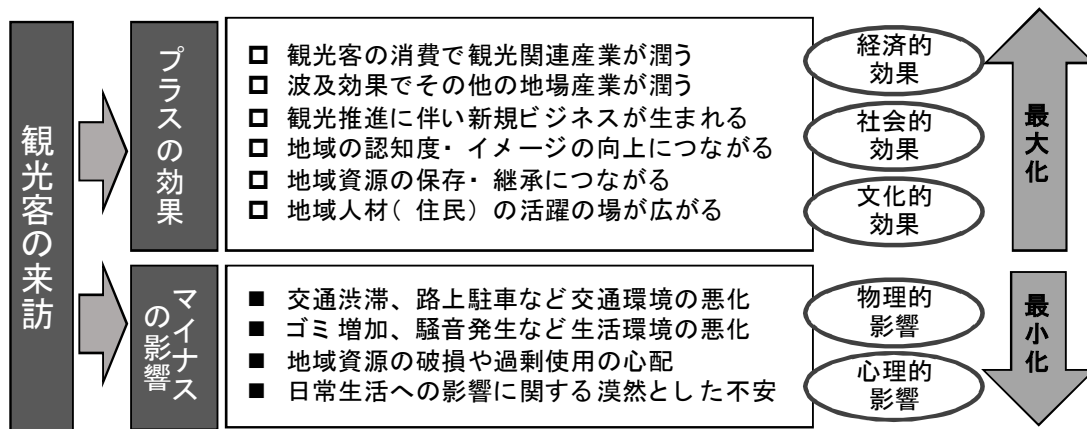 観光客の来訪
プラスの効果
□ 観光客の消費で観光関連産業が潤う
□ 波及効果でその他の地場産業が潤う
□ 観光推進に伴い新規ビジネスが生まれる
□ 地域の認知度・イメージの向上につながる
□ 地域資源の保存・継承につながる
□ 地域人材(住民)の活躍の場が広がる
経済的
効果
社会的
効果
文化的
効果
最大化
マイナス
の影響
■ 交通渋滞、路上駐車など交通環境の悪化
■ ゴミ増加、騒音発生など生活環境の悪化
■ 地域資源の破損や過剰使用の心配
■ 日常生活への影響に関する漠然とした不安
物理的
影響
心理的
影響
最小化